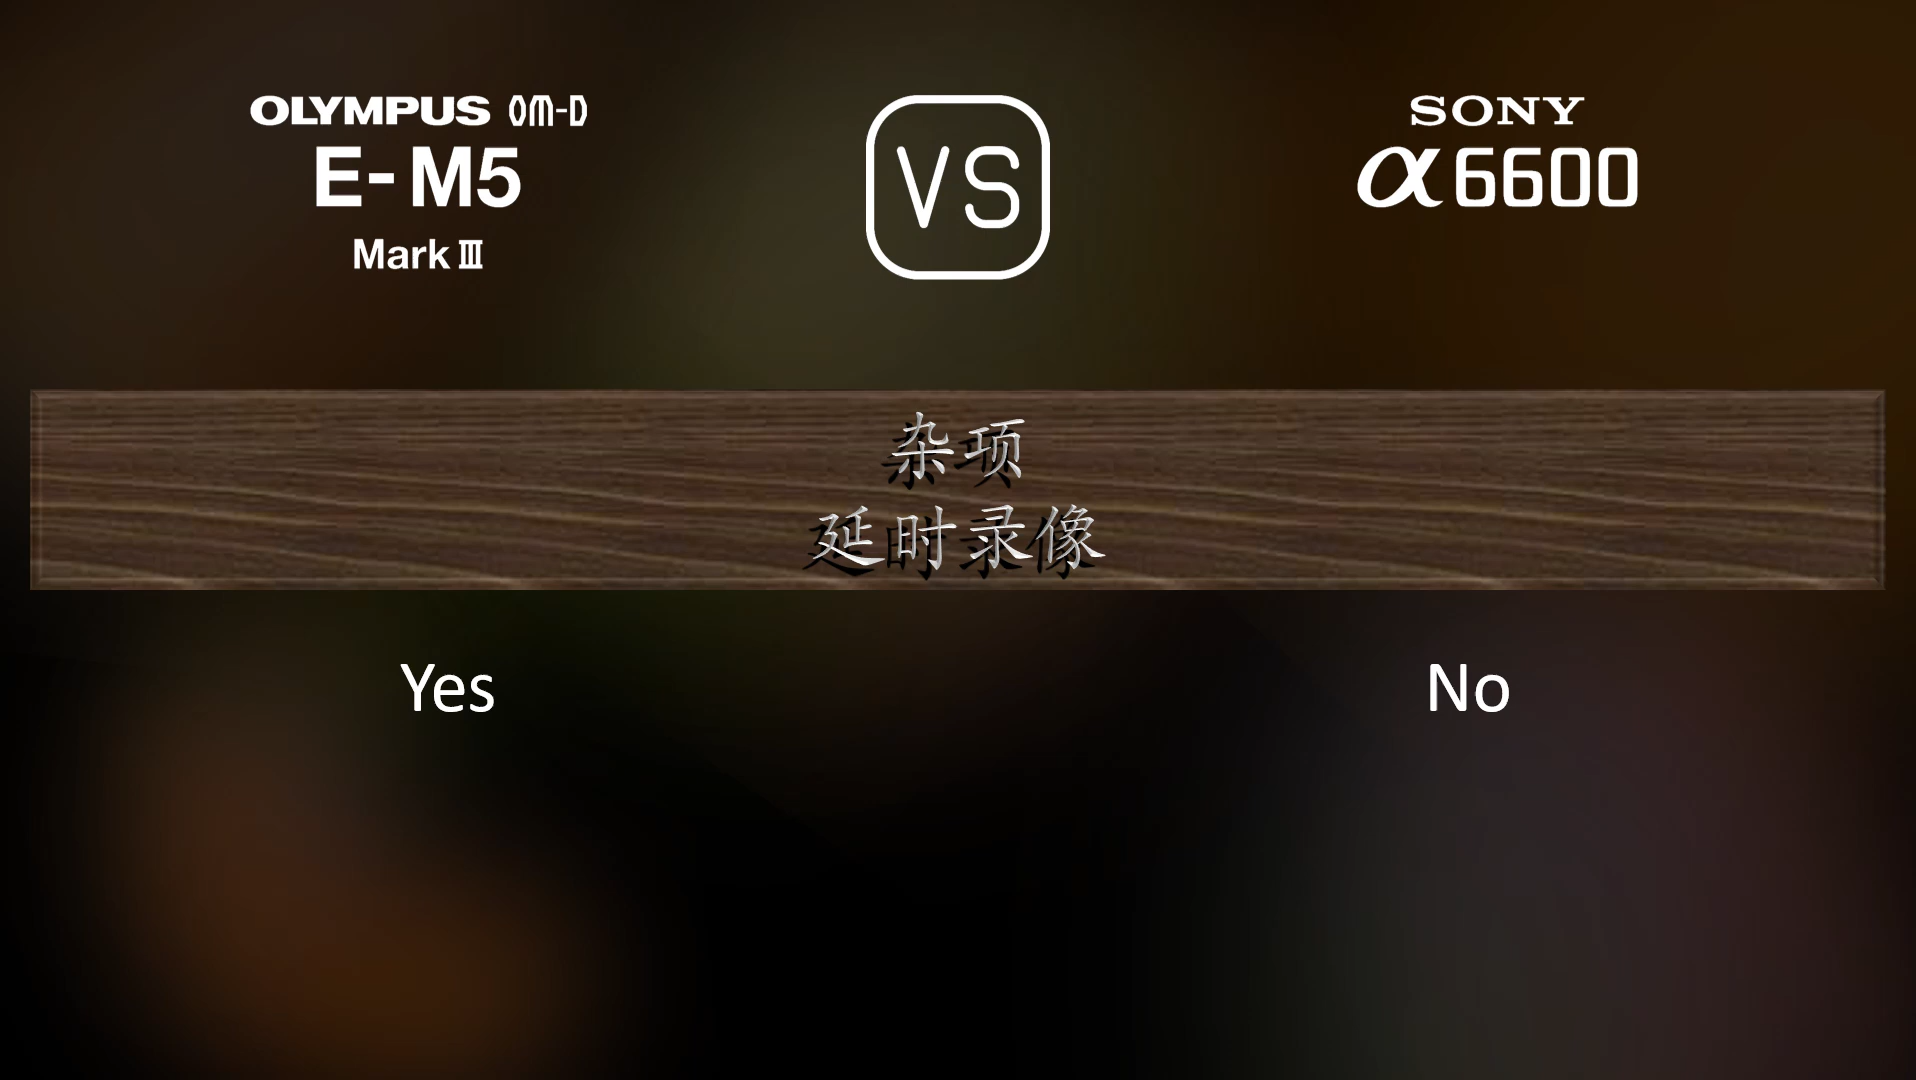 OLYMPUS OM-D
E-M5
Mark III
VS
SONY
α6600
杂项
延时录像
Yes
No